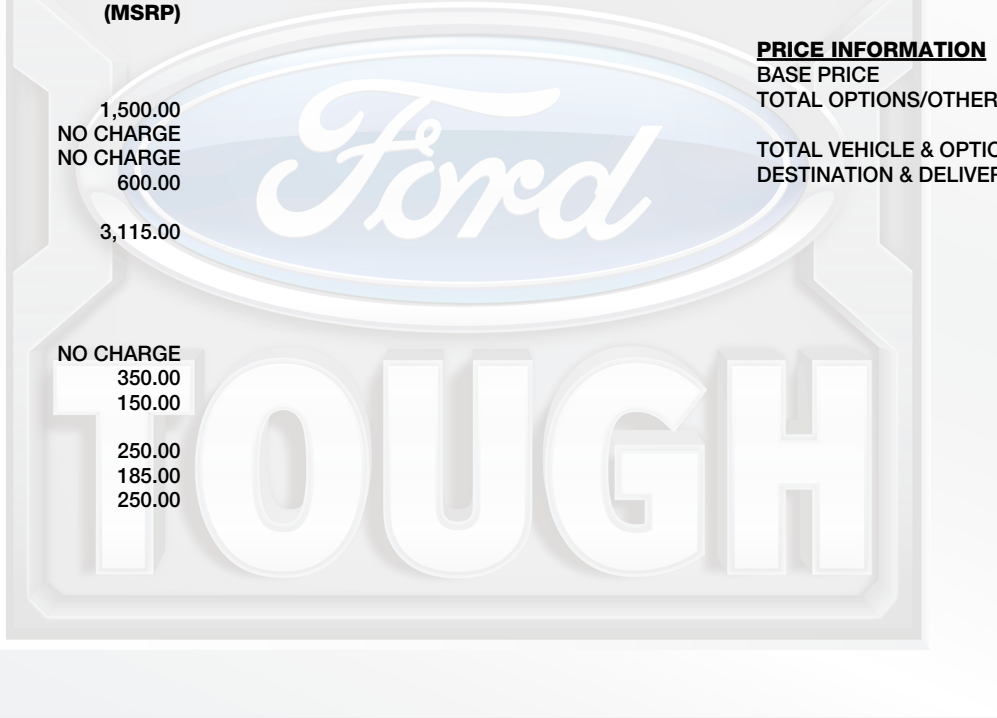 (MSRP)
1,500.00
NO CHARGE
NO CHARGE
600.00
3,115.00
NO CHARGE
350.00
150.00
250.00
185.00
250.00
PRICE INFORMATION
BASE PRICE
TOTAL OPTIONS/OTHER
TOTAL VEHICLE & OPTIO
DESTINATION & DELIVER
Ford
TOUGH